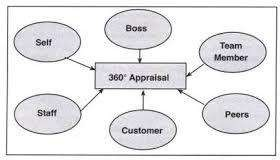 Boss
Self
Team
Member
360° Appraisal
Staff
Customer
Peers